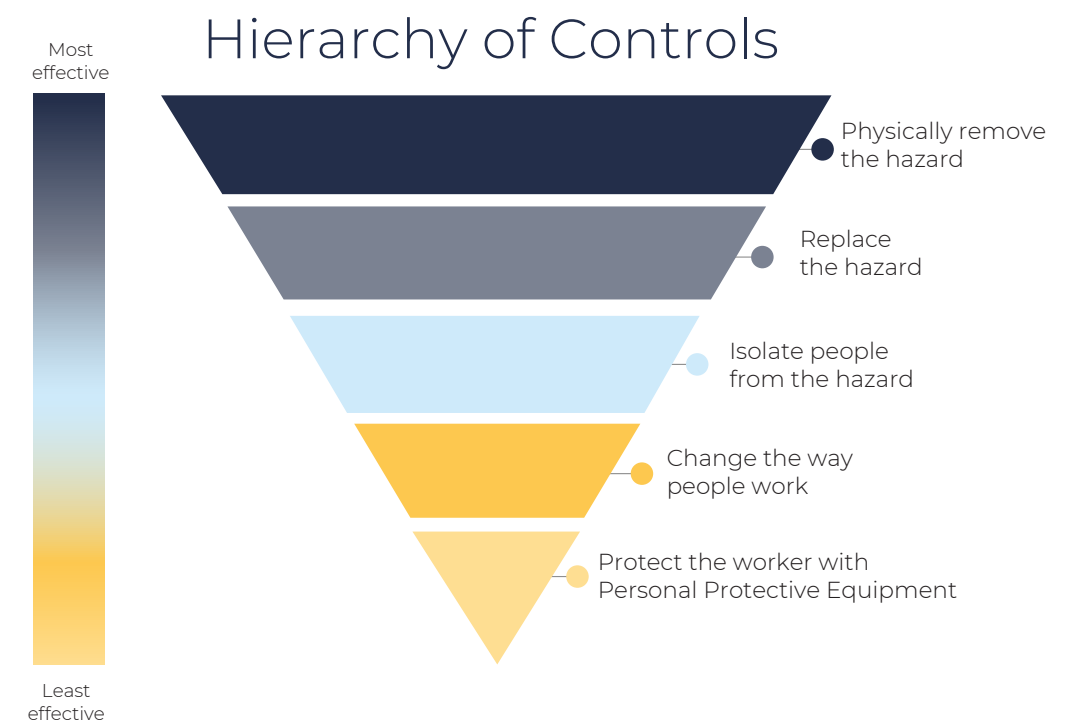 Hierarchy of Controls
Most
effective
Physically remove
the hazard
Replace
the hazard
Isolate people
from the hazard
Change the way
people work
Protect the worker with
Personal Protective Equipment
Least
effective